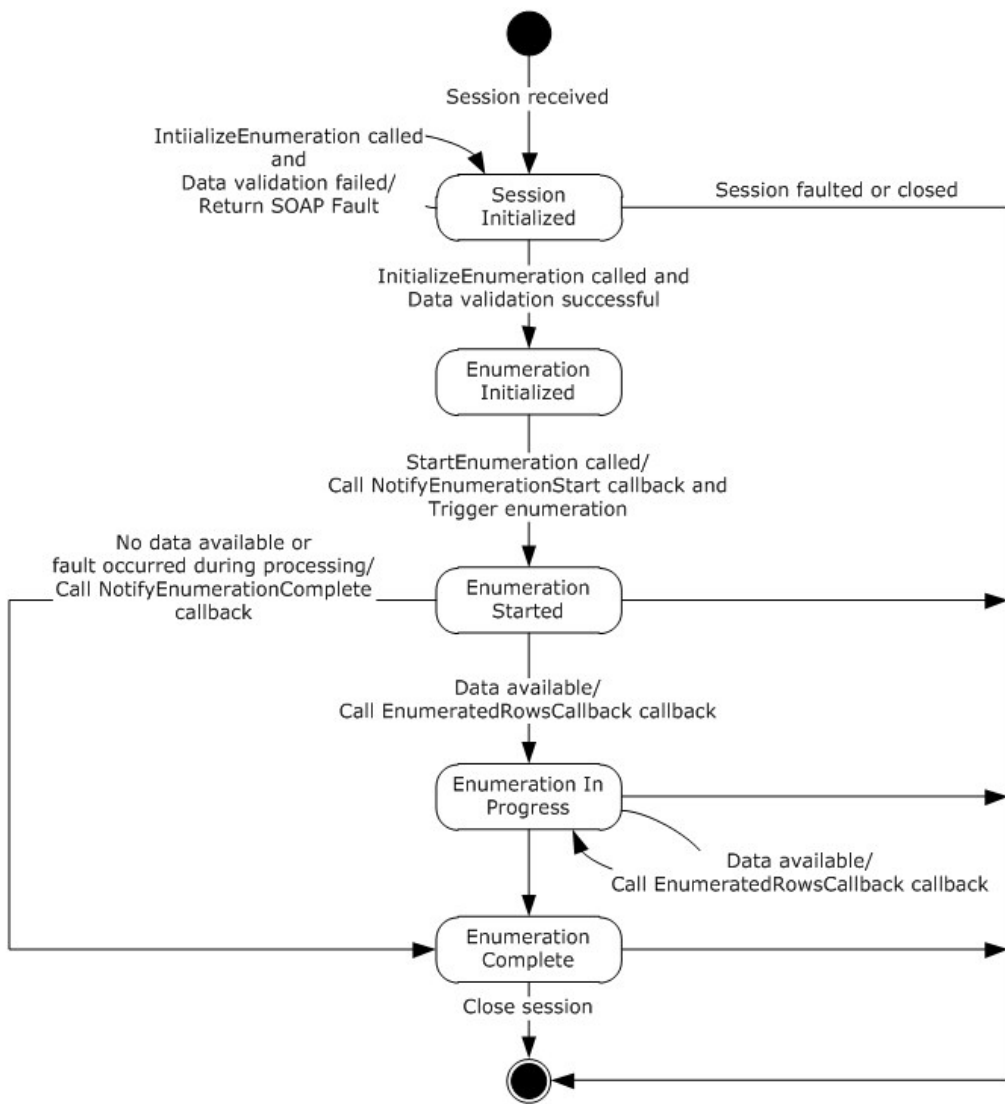 Session received
IntiializeEnumeration called
and
Data validation failed/
Return SOAP Fault
Session
Initialized
Session faulted or closed
InitializeEnumeration called and
Data validation successful
Enumeration
Initialized
StartEnumeration called/
Call NotifyEnumerationStart callback and
Trigger enumeration
No data available or
fault occurred during processing/
Call NotifyEnumerationComplete
callback
Enumeration
Started
Data available/
Call EnumeratedRowsCallback callback
Enumeration In
Progress
Data available/
Call EnumeratedRowsCallback callback
Enumeration
Complete
Close session